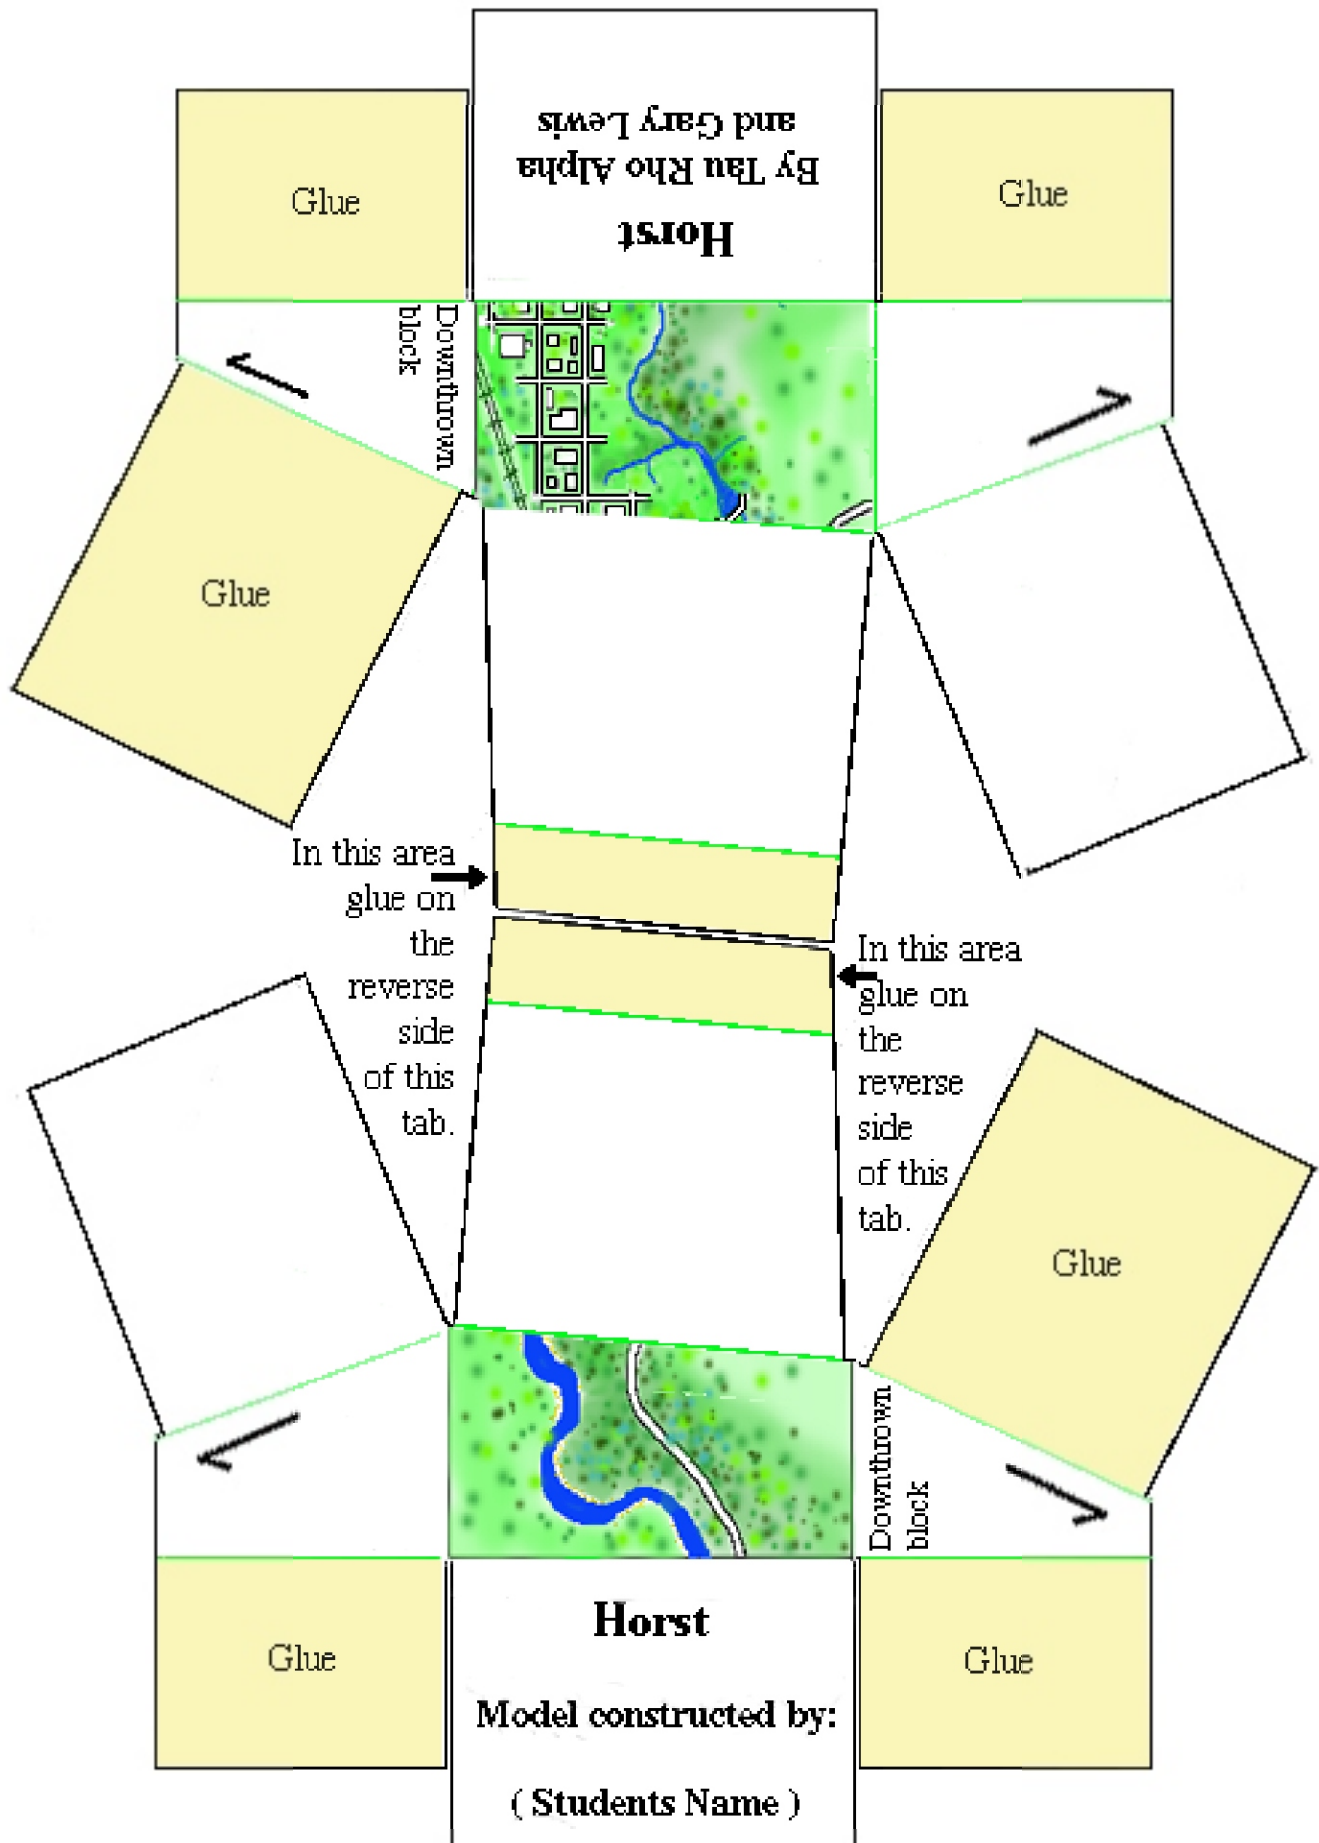 Horst
By Tau Rho Alpha
and Gary Lewis
Glue
Glue
Downthrown
block
Glue
In this area
glue on
the
reverse
side
of this
tab.
In this area
glue on
the
reverse
side
of this
tab.
Glue
Downthrown
block
Glue
Horst
Glue
Model constructed by:
( Students Name )